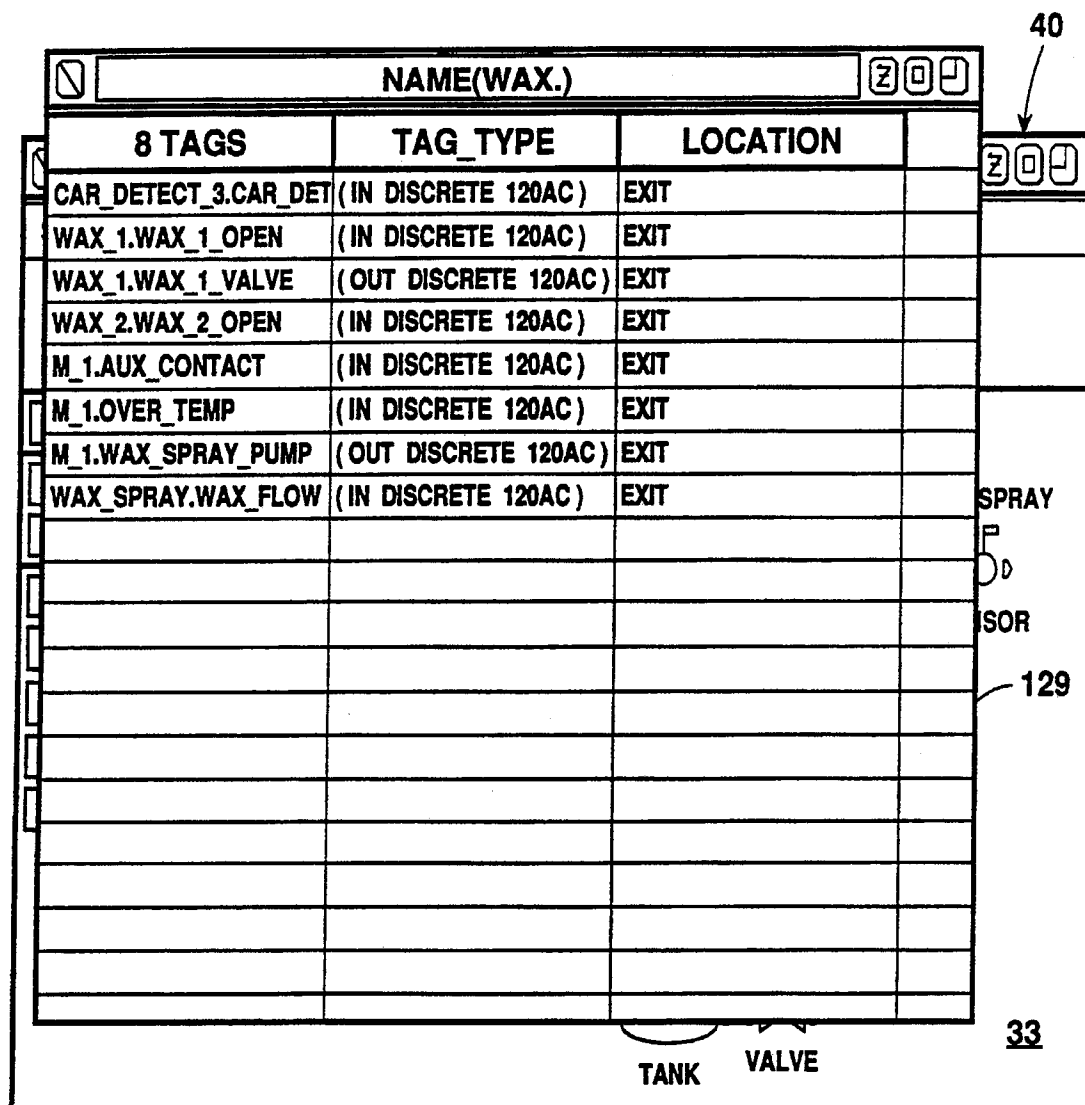 40
NAME(WAX.)
8 TAGS TAG_TYPE LOCATION
CAR_DETECT_3.CAR_DET (IN DISCRETE 120AC) EXIT
WAX_1.WAX_1_OPEN (IN DISCRETE 120AC) EXIT
WAX_1.WAX_1_VALVE (OUT DISCRETE 120AC) EXIT
WAX_2.WAX_2_OPEN (IN DISCRETE 120AC) EXIT
M_1.AUX_CONTACT (IN DISCRETE 120AC) EXIT
M_1.OVER_TEMP (IN DISCRETE 120AC) EXIT
M_1.WAX_SPRAY_PUMP (OUT DISCRETE 120AC) EXIT
WAX_SPRAY.WAX_FLOW (IN DISCRETE 120AC) EXIT
SPRAY
ISOR
129
33
TANK VALVE